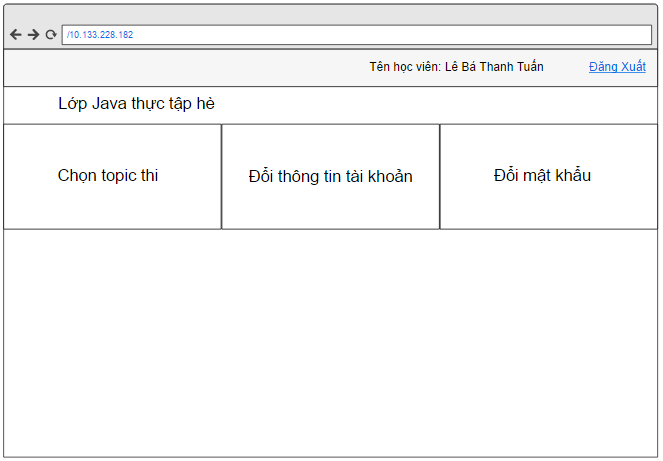 /10.133.228.182
Tên học viên: Lê Bá Thanh Tuấn Đăng Xuất
Lớp Java thực tập hè
Chọn topic thi Đổi thông tin tài khoản Đổi mật khẩu